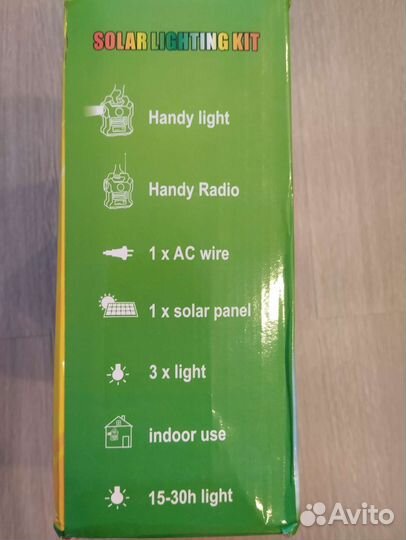 SOLAR LIGHTING KIT
Handy light
Handy Radio
1 x AC wire
1 x solar panel
3 x light
indoor use
15-30h light
Avito